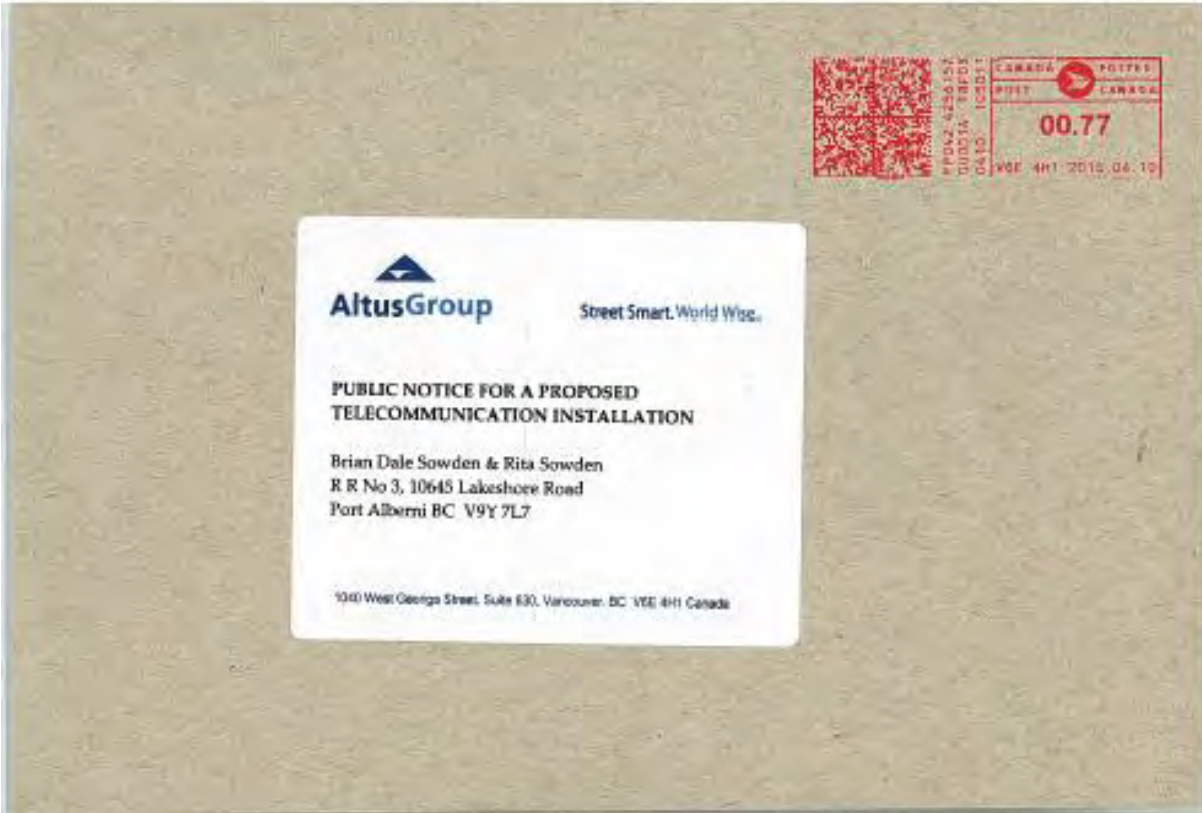 CANADA POSTES
POST CANADA
00.77
V6E 4H1 2015.04.10
AltusGroup
Street Smart. World Wise.
PUBLIC NOTICE FOR A PROPOSED
TELECOMMUNICATION INSTALLATION
Brian Dale Sowden & Rita Sowden
R R No 3, 10645 Lakeshore Road
Port Alberni BC V9Y 7L7
1040 West Georgia Street, Suite 630, Vancouver, BC V6E 4H1 Canada